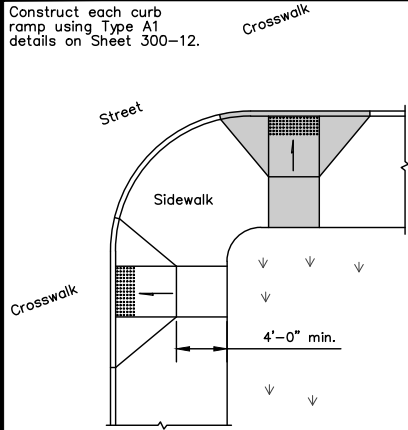 Construct each curb
ramp using Type A1
details on Sheet 300-12.
Crosswalk
Street
Sidewalk
Crosswalk
4'-0" min.